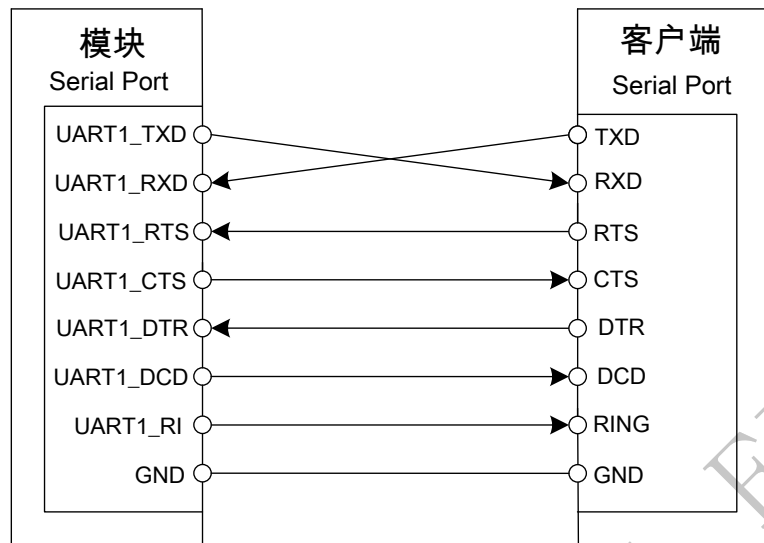 模块
Serial Port
UART1_TXD
UART1_RXD
UART1_RTS
UART1_CTS
UART1_DTR
UART1_DCD
UART1_RI
GND
客户端
Serial Port
TXD
RXD
RTS
CTS
DTR
DCD
RING
GND